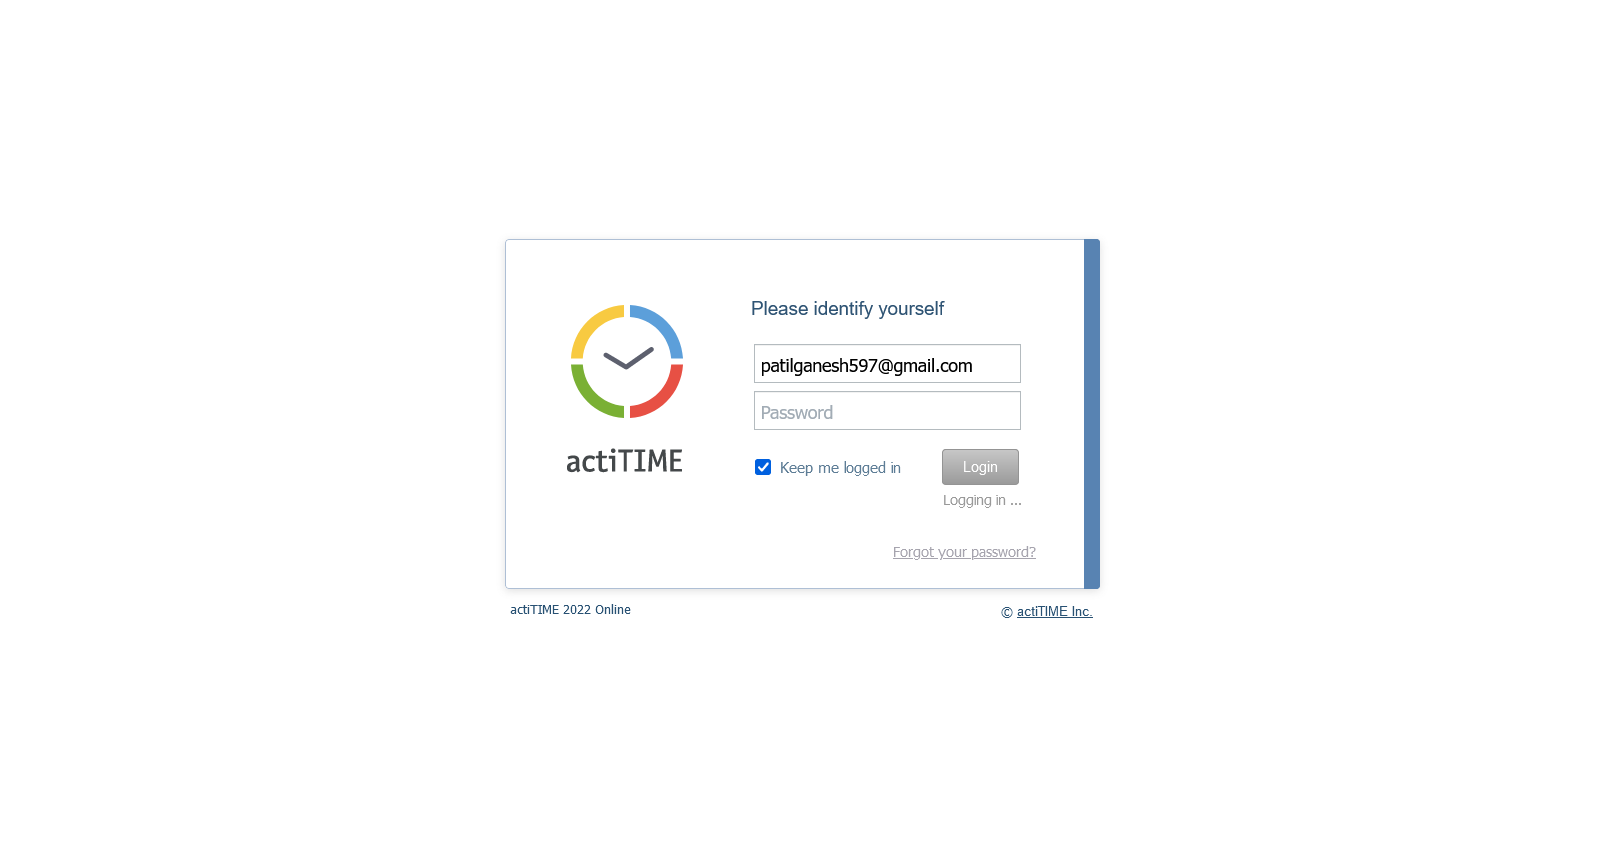 Please identify yourself
patilganesh597@gmail.com
Password
actiTIME
Keep me logged in
Login
Logging in ...
Forgot your password?
actiTIME 2022 Online
© actiTIME Inc.